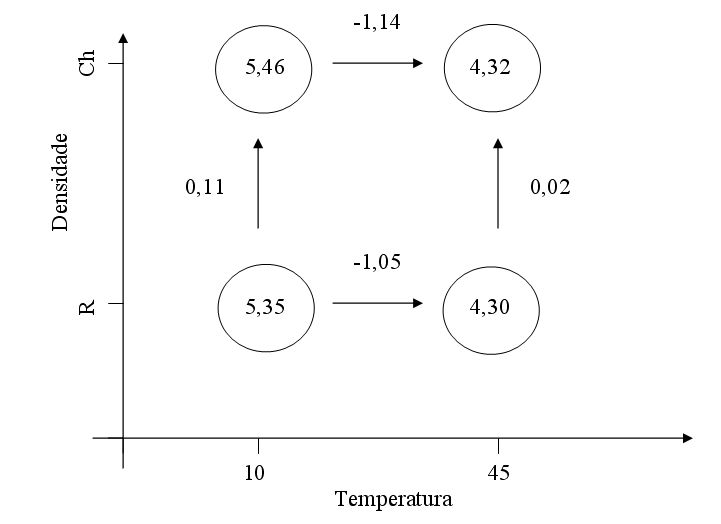 -1,14
Ch
5,46
4,32
Densidade
0,11
0,02
-1,05
R
5,35
4,30
10
45
Temperatura